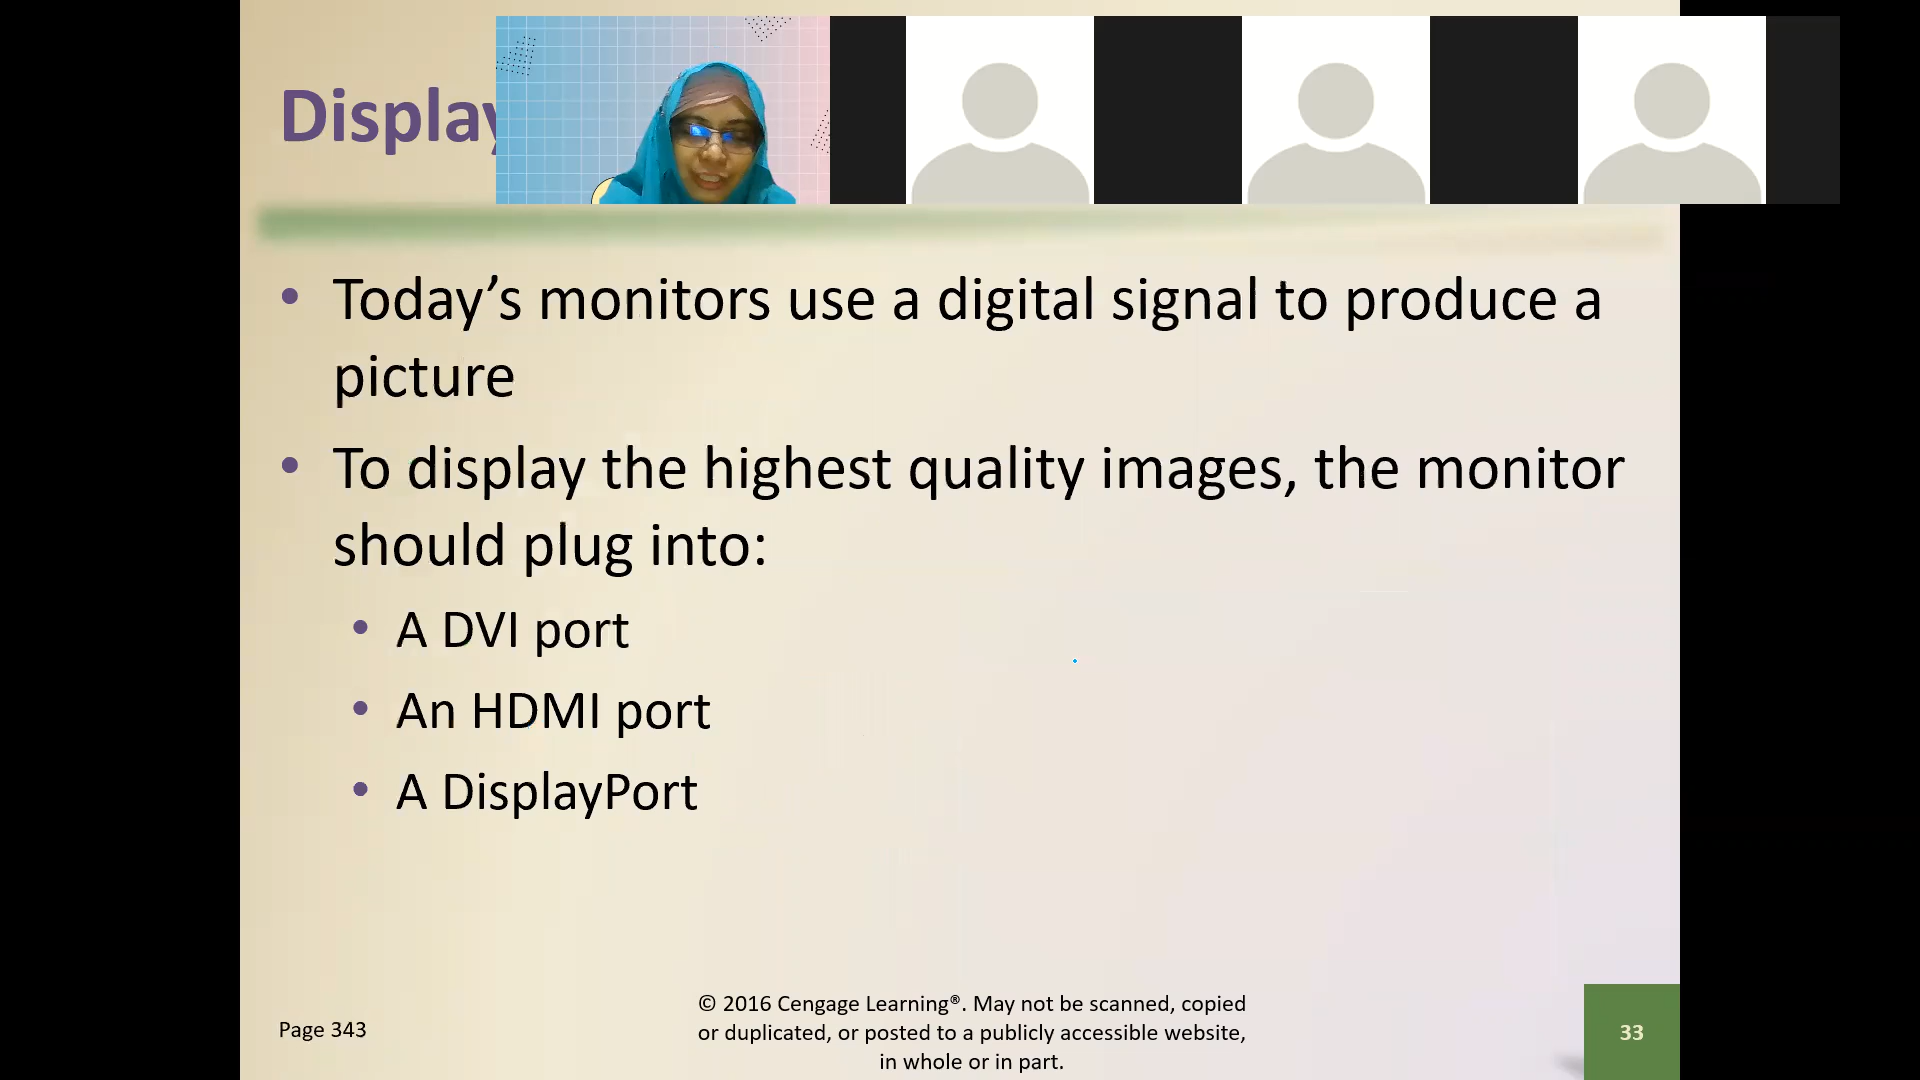 Display
• Today’s monitors use a digital signal to produce a
picture
• To display the highest quality images, the monitor
should plug into:
• A DVI port
• An HDMI port
• A DisplayPort
Page 343
© 2016 Cengage Learning®. May not be scanned, copied
or duplicated, or posted to a publicly accessible website,
in whole or in part.
33